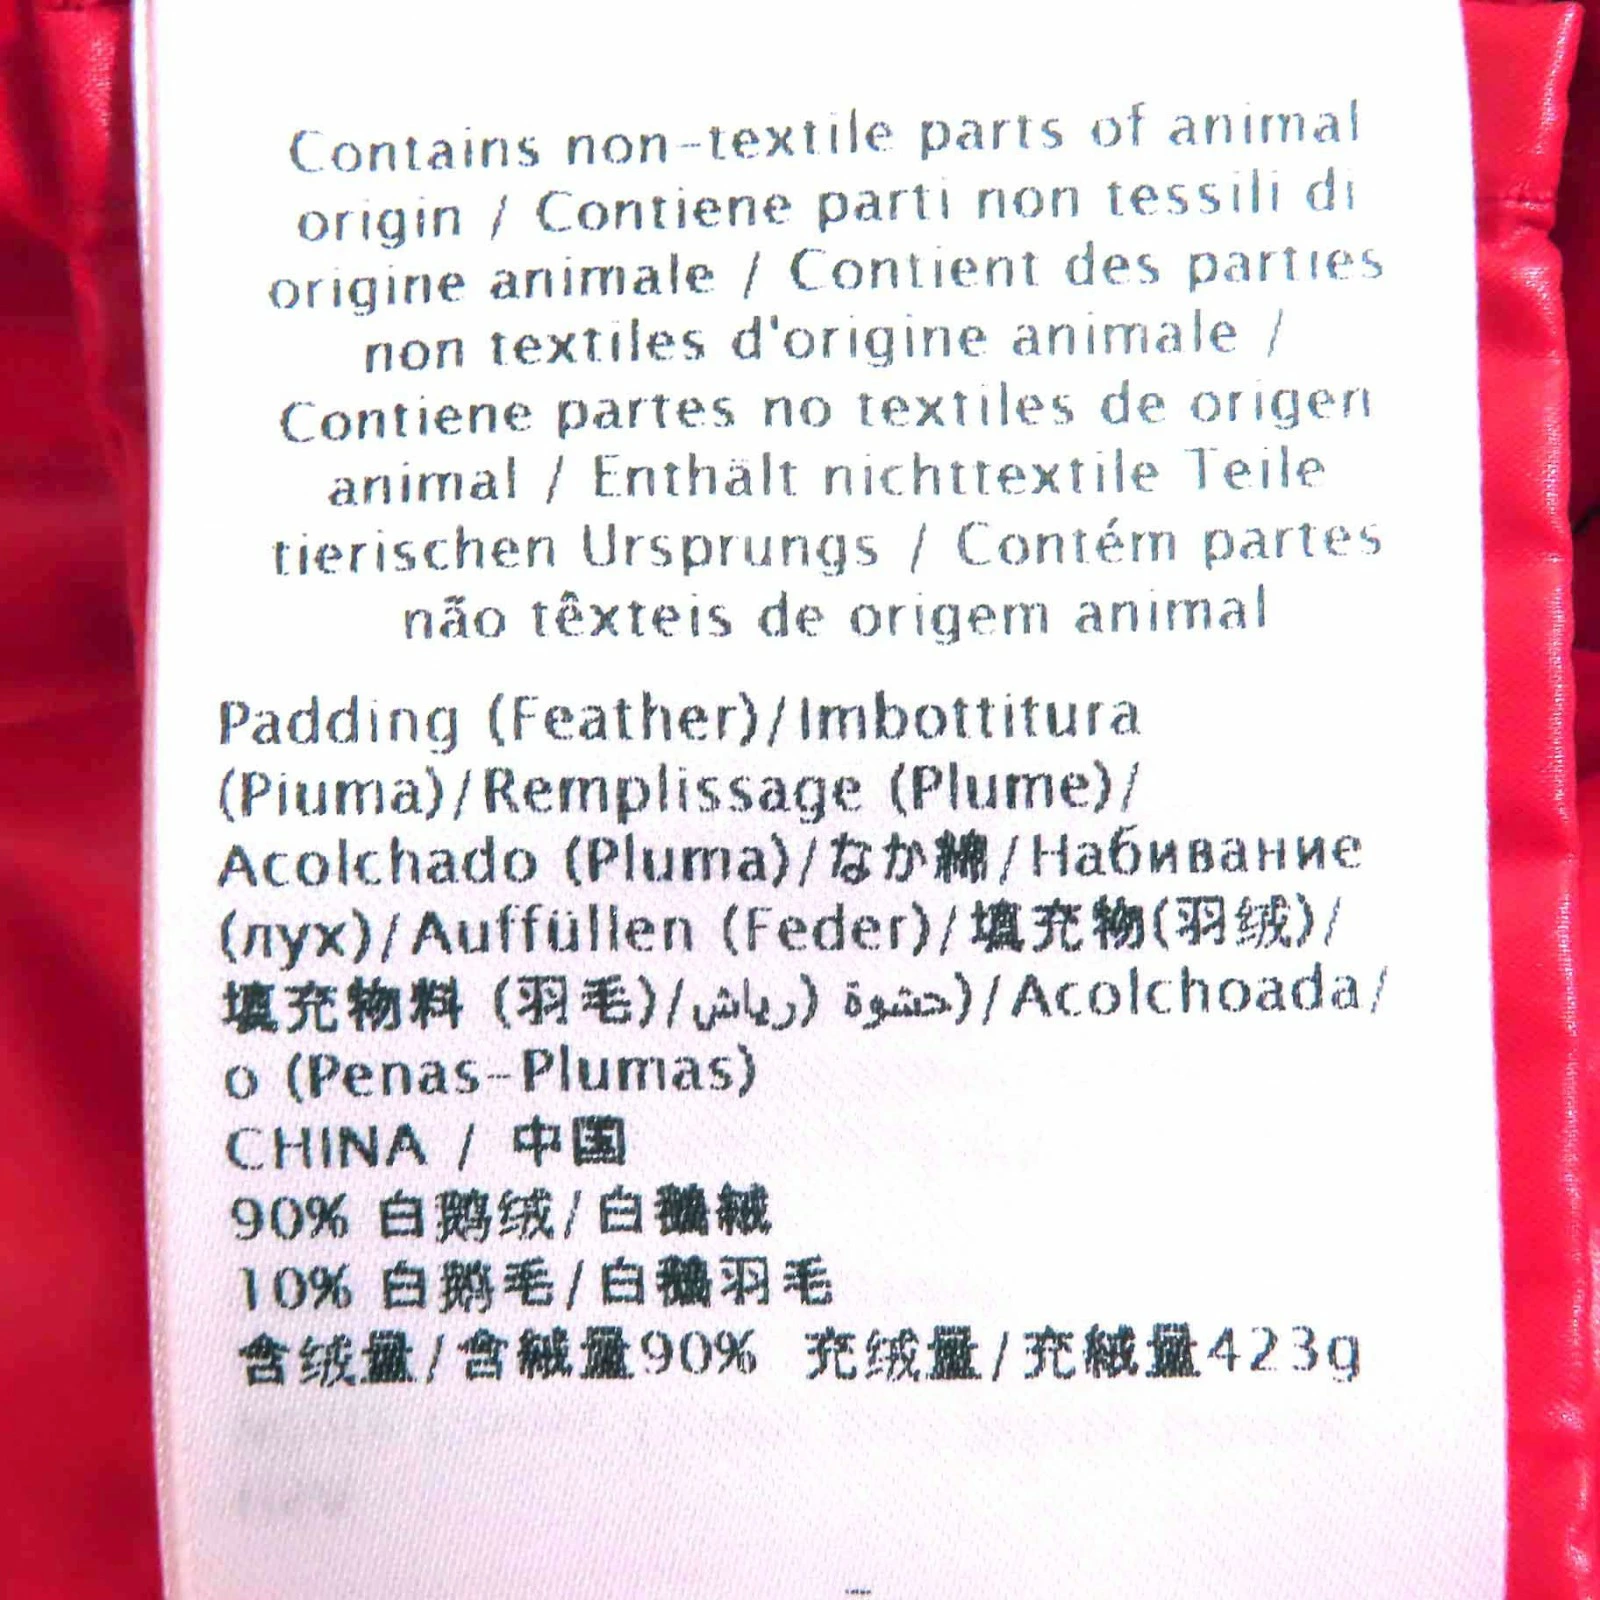 Contains non-textile parts of animal
origin / Contiene parti non tessili di
origine animale / Contient des parties
non textiles d'origine animale /
Contiene partes no textiles de origen
animal / Enthält nichttextile Teile
tierischen Ursprungs / Contém partes
não têxteis de origem animal
Padding (Feather)/Imbottitura
(Piuma)/Remplissage (Plume)/
Acolchado (Pluma)/なか綿/Набивание
(лух)/Auffüllen (Feder)/填充物(羽绒)/
填充物料 (羽毛)/حشوة (رياش)/Acolchoada/
o (Penas-Plumas)
CHINA / 中国
90% 白鹅绒/白鵝絨
10% 白鹅毛/白鵝羽毛
含绒量/含絨量90% 充绒量/充絨量423g